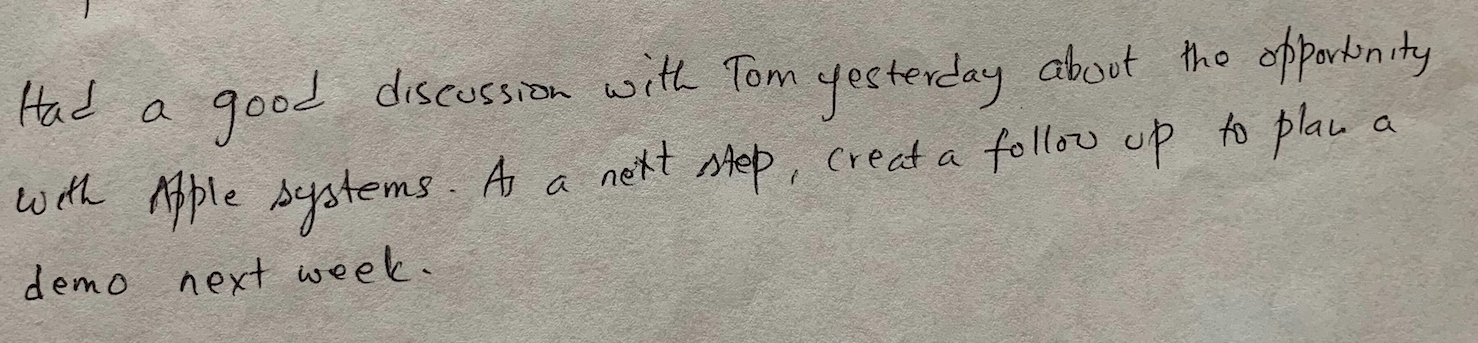 Had a good discussion with Tom yesterday about the opportunity
with Apple systems. As a next step, creat a follow up to plan a
demo next week.